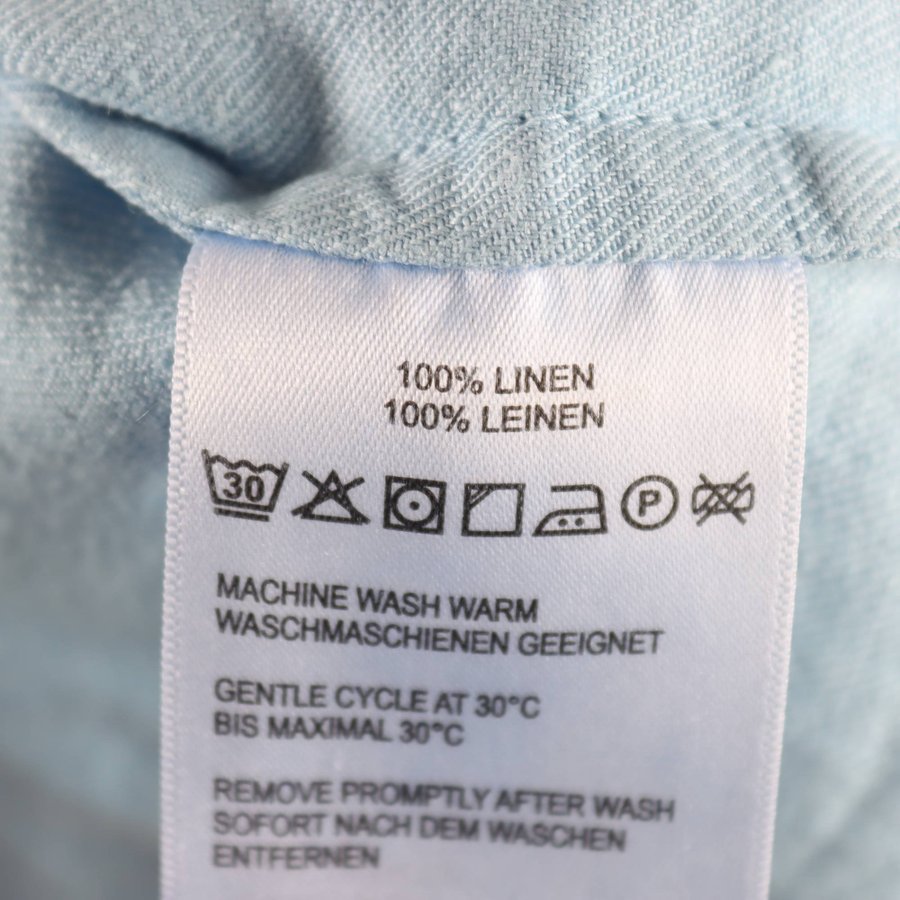 100% LINEN
100% LEINEN
30 P
MACHINE WASH WARM
WASCHMASCHIENEN GEEIGNET
GENTLE CYCLE AT 30°C
BIS MAXIMAL 30°C
REMOVE PROMPTLY AFTER WASH
SOFORT NACH DEM WASCHEN
ENTFERNEN